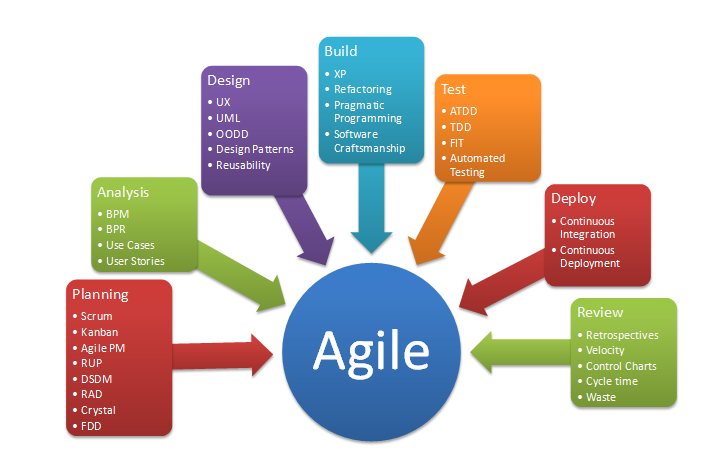 Planning
• Scrum
• Kanban
• Agile PM
• RUP
• DSDM
• RAD
• Crystal
• FDD
Analysis
• BPM
• BPR
• Use Cases
• User Stories
Design
• UX
• UML
• OODD
• Design Patterns
• Reusability
Build
• XP
• Refactoring
• Pragmatic
Programming
• Software
Craftsmanship
Test
• ATDD
• TDD
• FIT
• Automated
Testing
Deploy
• Continuous
Integration
• Continuous
Deployment
Review
• Retrospectives
• Velocity
• Control Charts
• Cycle time
• Waste
Agile